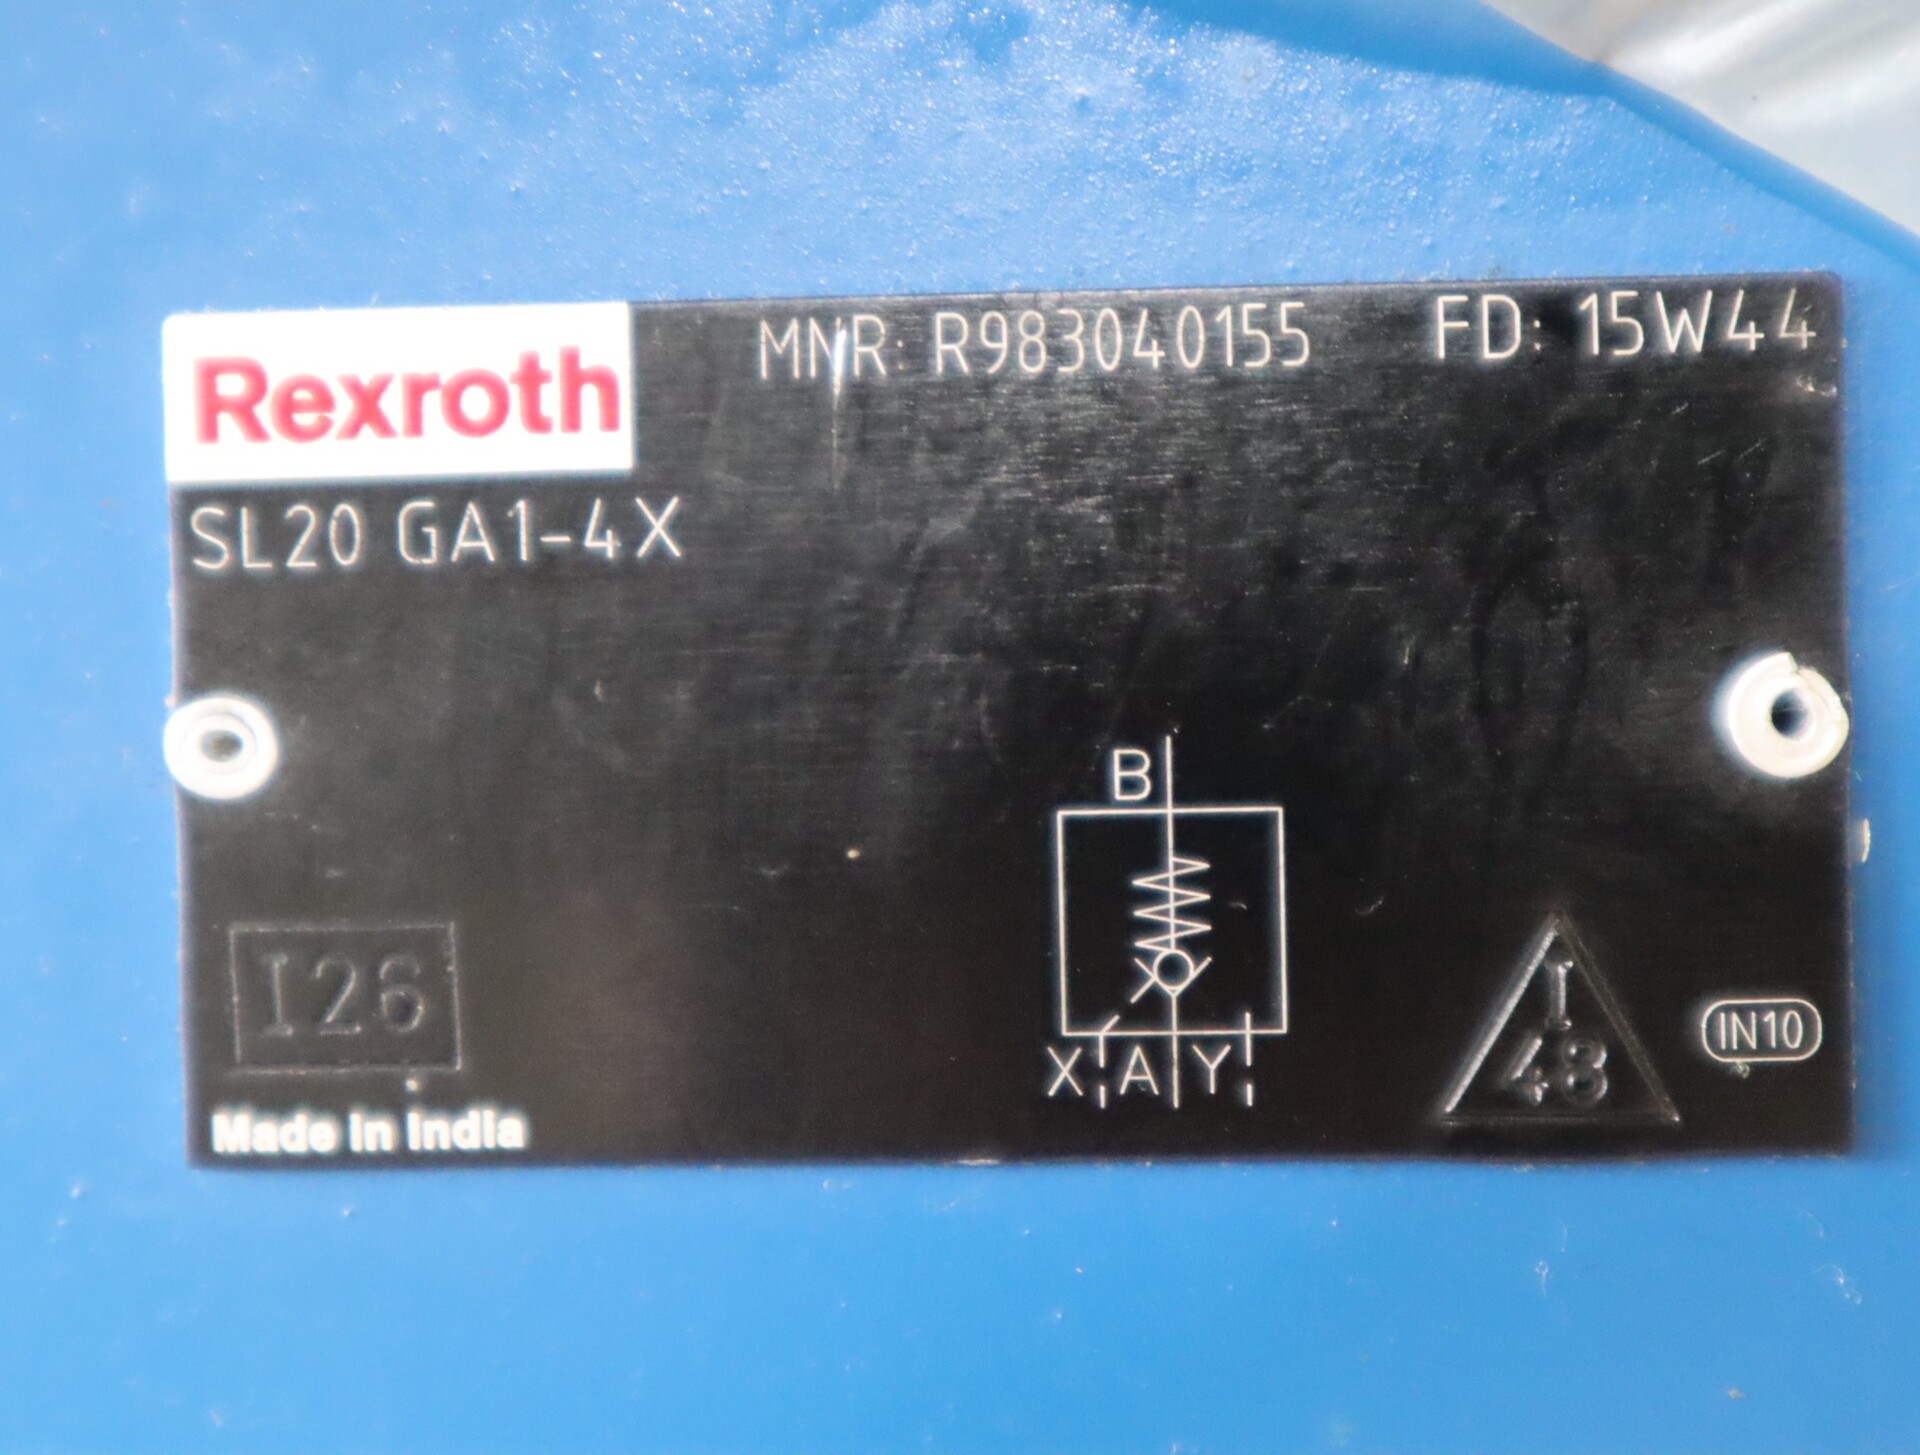 Rexroth
MNR: R983040155 FD: 15W44
SL20 GA1-4X
B
X A Y
I26
I
48
IN10
Made in India